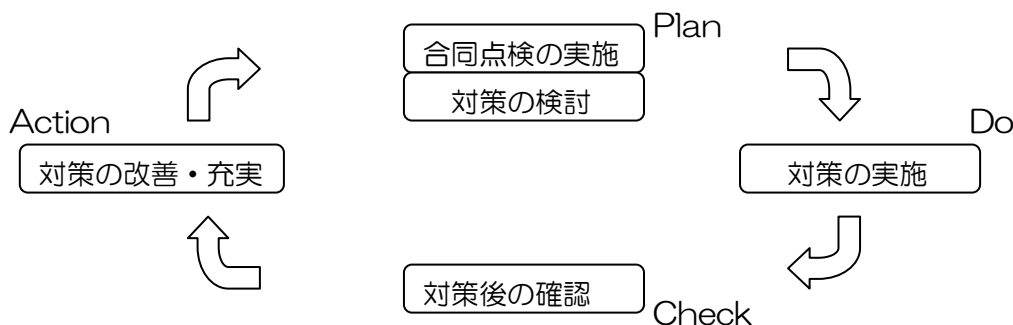 Plan
合同点検の実施
対策の検討
Action
Do
対策の改善・充実
対策の実施
対策後の確認
Check